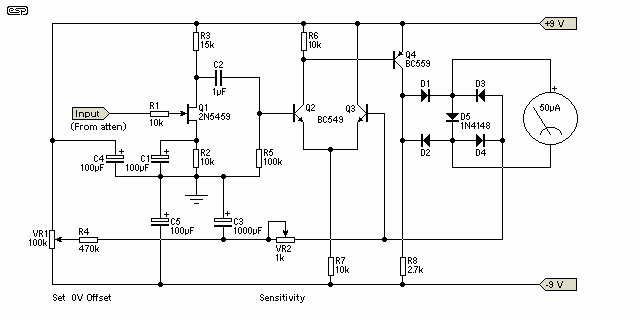 esp
+9 V
R3
15k
R6
10k
Q4
BC559
C2
1µF
D1
D3
50µA
Input
(From atten)
R1
10k
Q1
2N5459
Q2
Q3
BC549
D5
1N4148
C4
100µF
C1
100µF
R2
10k
R5
100k
D2
D4
C5
100µF
C3
1000µF
VR1
100k
R4
470k
VR2
1k
R7
10k
R8
2.7k
-9 V
Set 0V Offset
Sensitivity
+
+
+
+
+
-